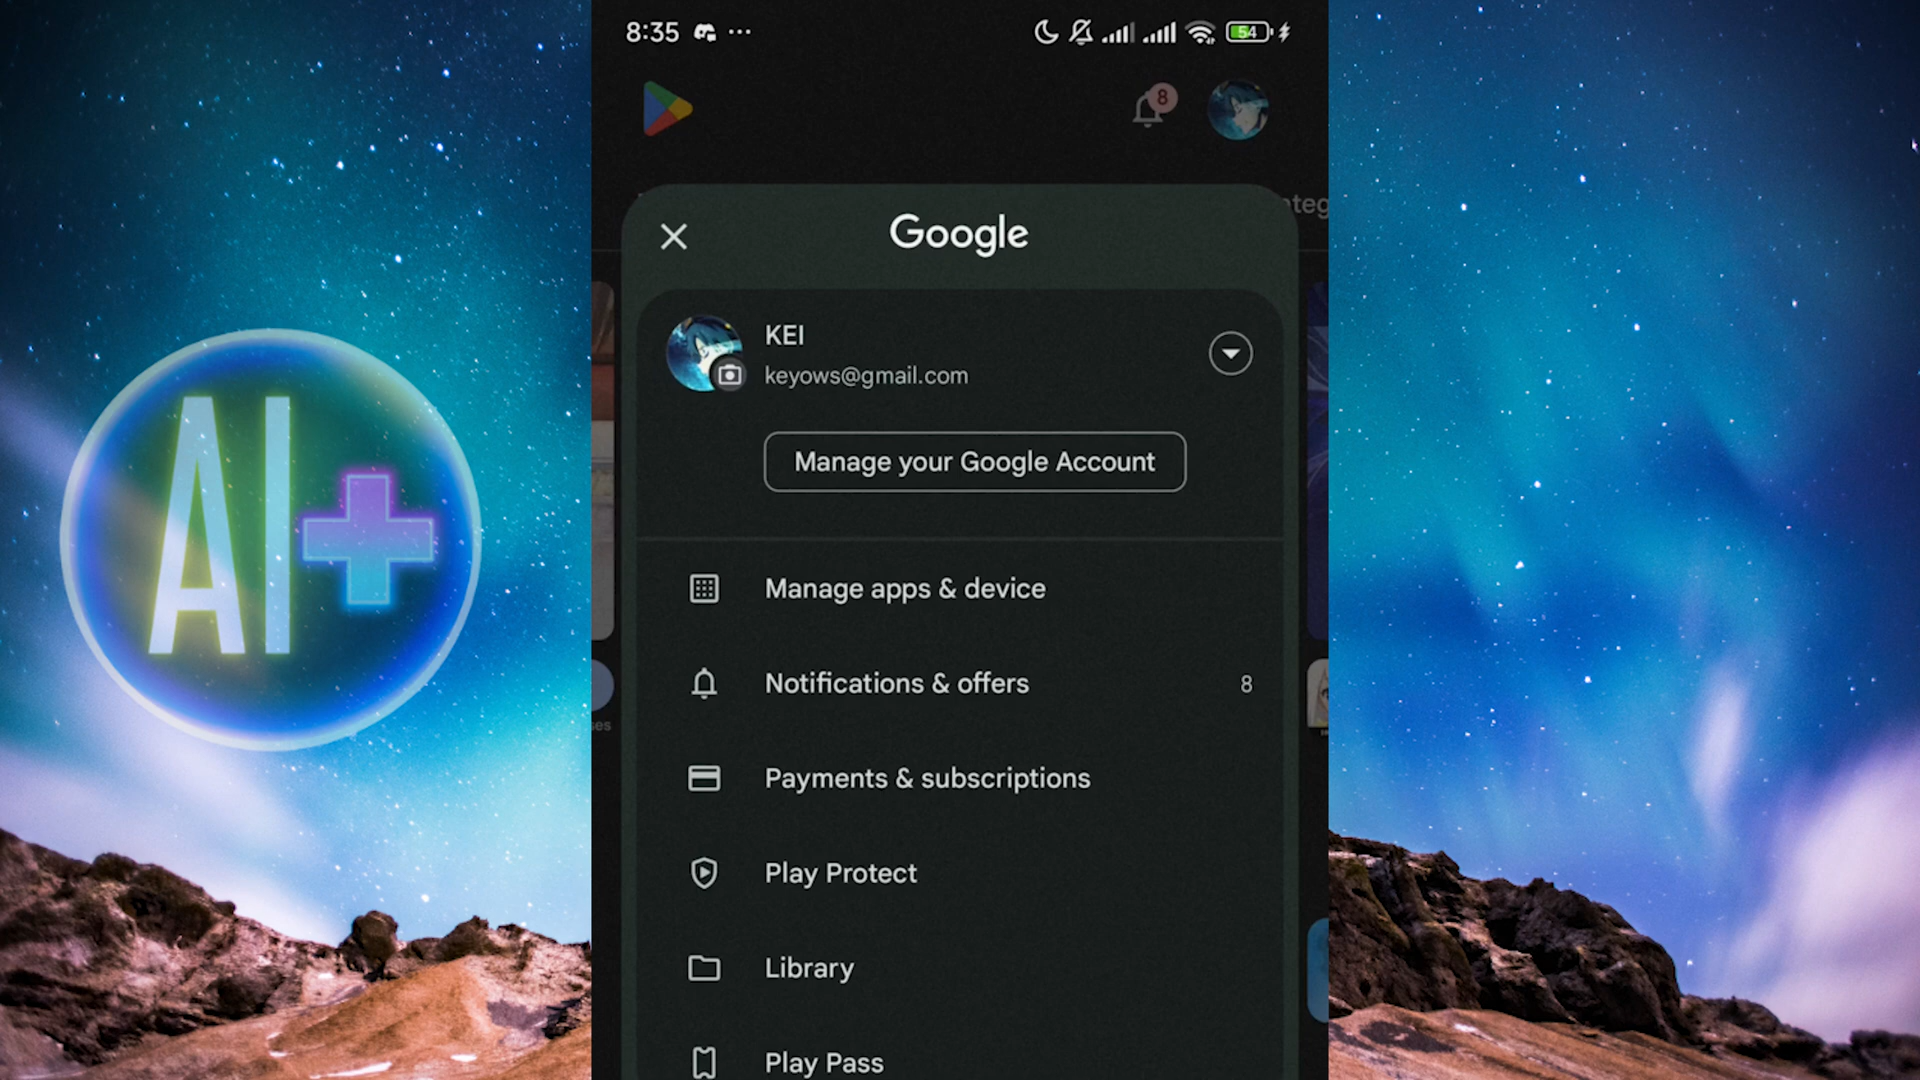 8:35
54
8
Google
KEI
keyows@gmail.com
Manage your Google Account
AI+
Manage apps & device
Notifications & offers 8
Payments & subscriptions
Play Protect
Library
Play Pass